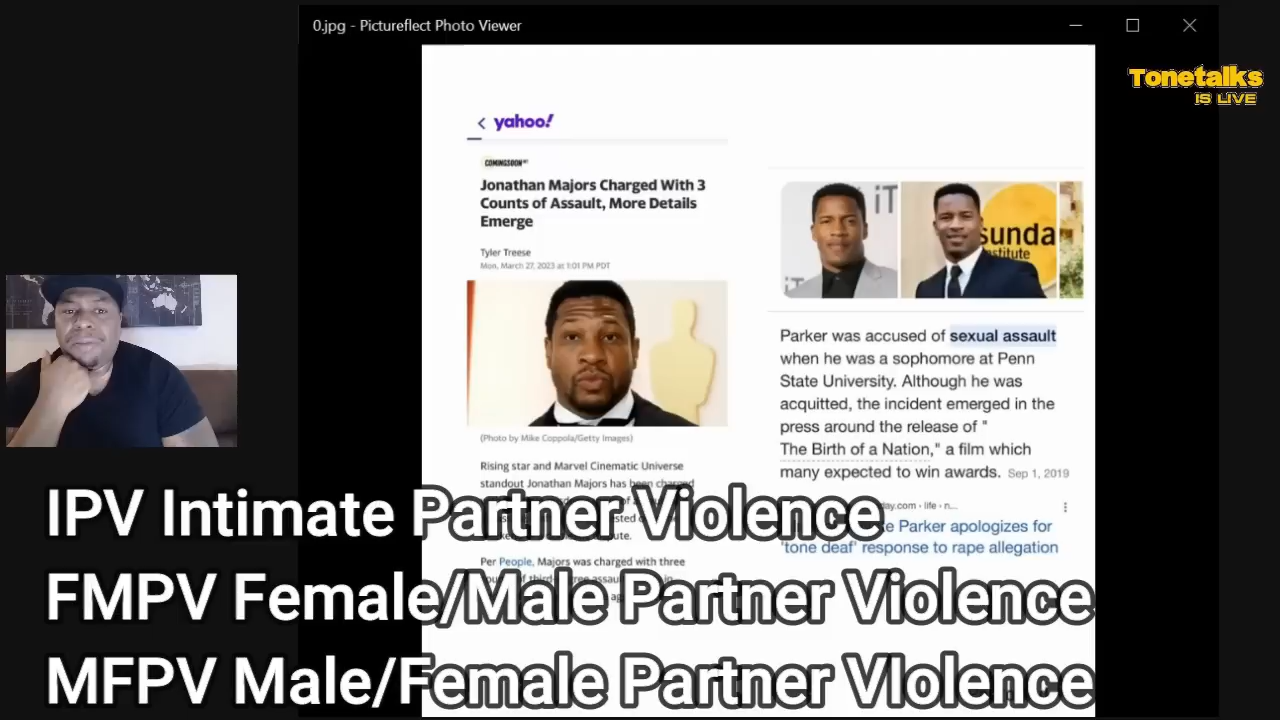 0.jpg - Pictureflect Photo Viewer
Tonetalks
IS LIVE
yahoo!
COMINGSOON
Jonathan Majors Charged With 3
Counts of Assault, More Details
Emerge
Tyler Treese
Mon, March 27, 2023 at 1:01 PM PDT
(Photo by Mike Coppola/Getty Images)
Rising star and Marvel Cinematic Universe
standout Jonathan Majors has been charged
Per People, Majors was charged with three
iT
sunda
institute
Parker was accused of sexual assault
when he was a sophomore at Penn
State University. Although he was
acquitted, the incident emerged in the
press around the release of "
The Birth of a Nation," a film which
many expected to win awards. Sep 1, 2019
day.com › life › n...
Parker apologizes for
'tone deaf' response to rape allegation
IPV Intimate Partner Violence
FMPV Female/Male Partner Violence
MFPV Male/Female Partner VIolence